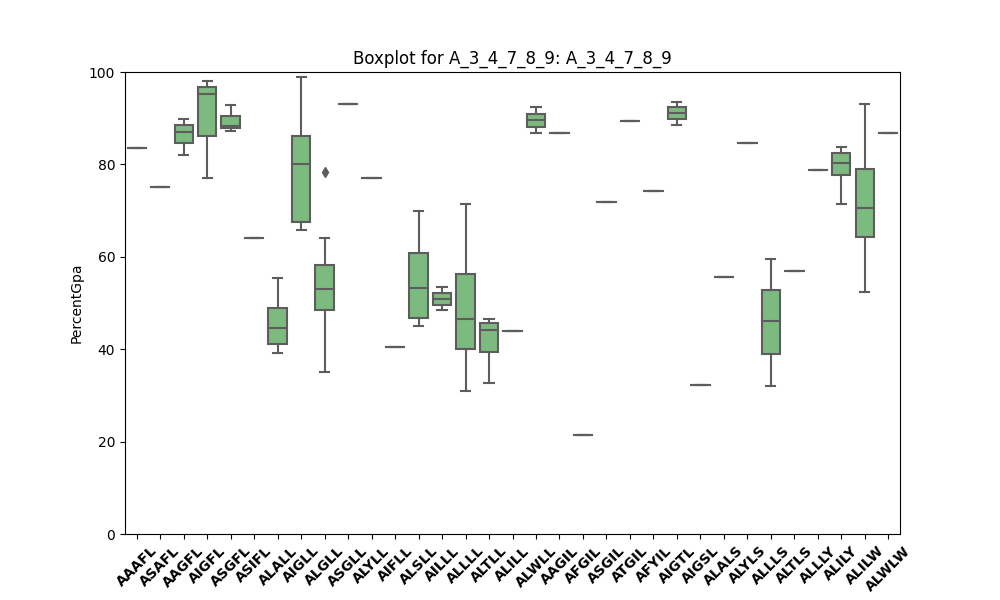 Boxplot for A_3_4_7_8_9: A_3_4_7_8_9
PercentGpa
100
80
60
40
20
0
AAAFL
ASAFL
AAGFL
AIGFL
ASGFL
ASIFL
ALALL
AIGLL
ALGLL
ASGLL
ALYLL
AIFLL
ALSLL
AILLL
ALLLL
ALTLL
ALILL
ALWLL
AAGIL
AFGIL
ASGIL
ATGIL
AFYIL
AIGTL
AIGSL
ALALS
ALYLS
ALLLS
ALTLS
ALLLY
ALILY
ALILW
ALWLW